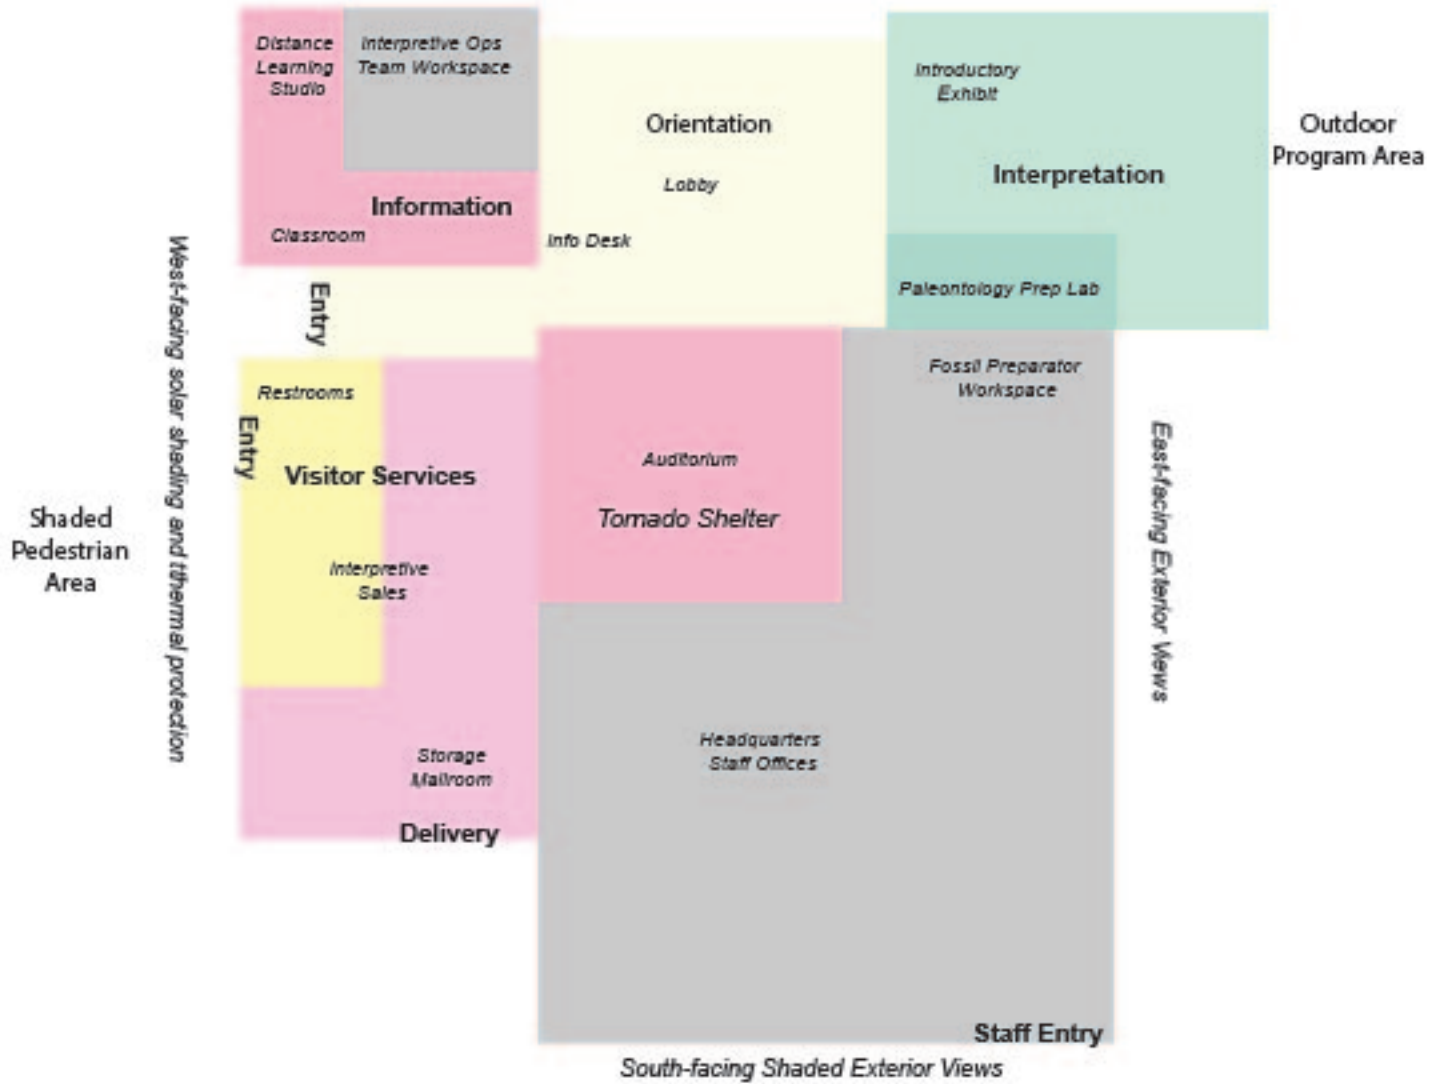 Distance
Learning
Studio
Interpretive Ops
Team Workspace
Information
Classroom
Orientation
Lobby
Info Desk
Introductory
Exhibit
Interpretation
Paleontology Prep Lab
Outdoor
Program Area
Entry
West-facing solar shading and tthermal protection
Restrooms
Entry
Visitor Services
Interpretive
Sales
Shaded
Pedestrian
Area
Storage
Mailroom
Delivery
Auditorium
Tornado Shelter
Fossil Preparator
Workspace
East-facing Exterior Views
Headquarters
Staff Offices
Staff Entry
South-facing Shaded Exterior Views